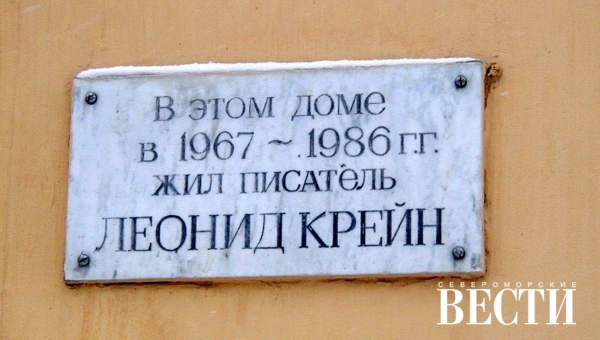 В ЭТОМ ДОМЕ
В 1967 ~ 1986 Г.Г.
ЖИЛ ПИСАТЕЛЬ
ЛЕОНИД КРЕЙН
СЕВЕРОМОРСКИЕ
ВЕСТИ